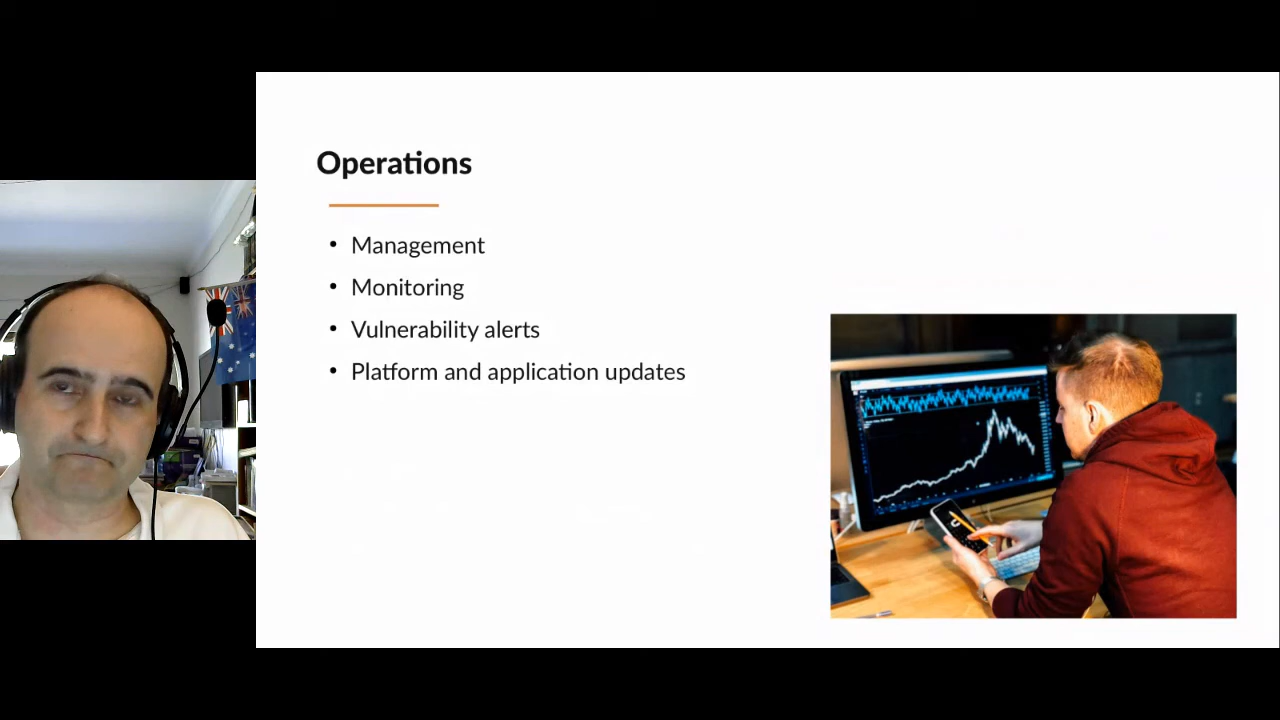 Operations
• Management
• Monitoring
• Vulnerability alerts
• Platform and application updates